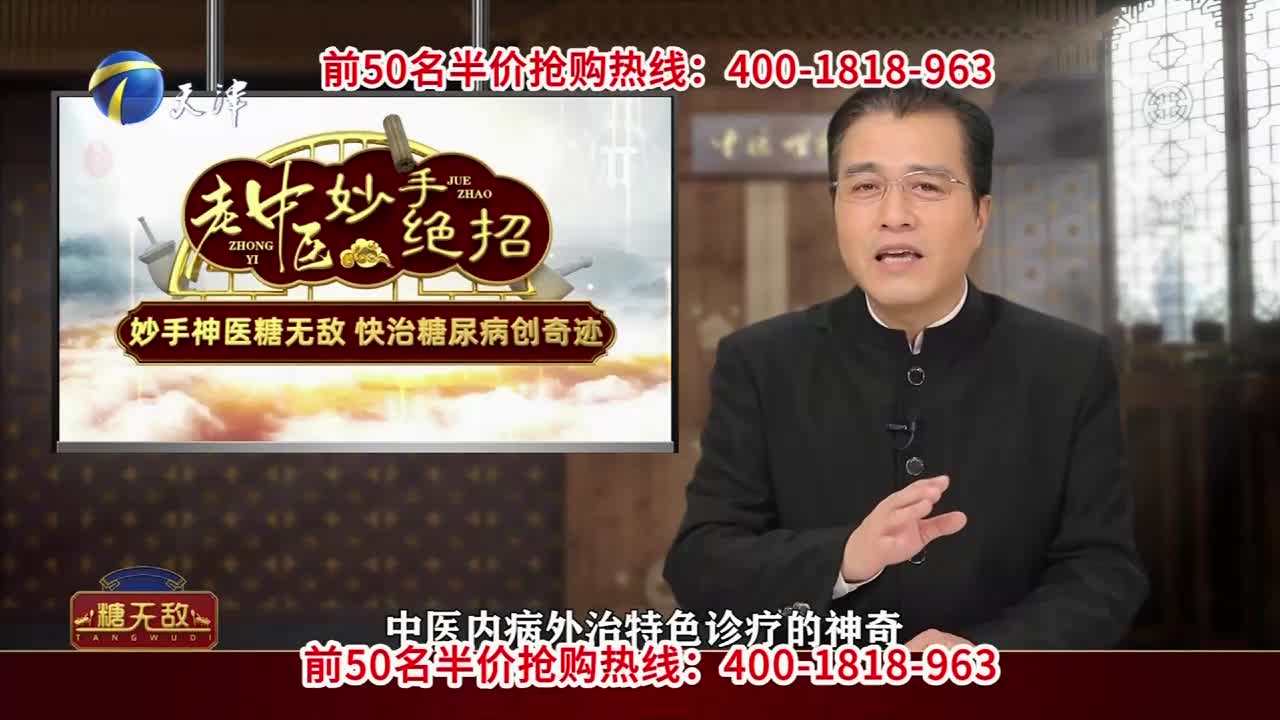 前50名半价抢购热线：400-1818-963
天津
老中医妙手绝招
ZHONG YI
JUE ZHAO
妙手神医糖无敌 快治糖尿病创奇迹
糖无敌
TANGWUDI
中医内病外治特色诊疗的神奇
前50名半价抢购热线：400-1818-963